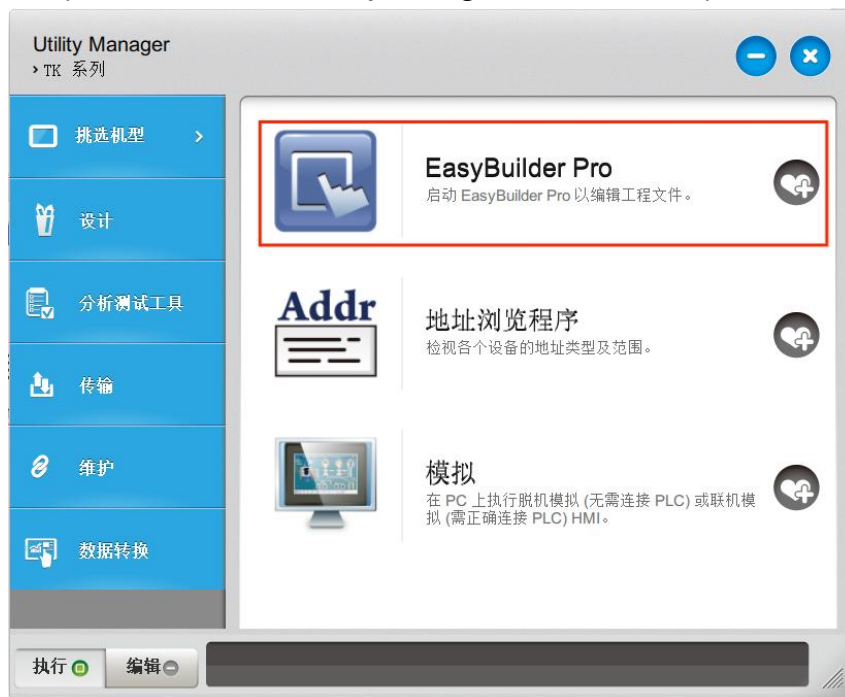 Utility Manager
›TK 系列
挑选机型 ›
设计
分析测试工具
传输
维护
数据转换
EasyBuilder Pro
启动 EasyBuilder Pro 以编辑工程文件。
Addr
地址浏览程序
检视各个设备的地址类型及范围。
模拟
在 PC 上执行脱机模拟 (无需连接 PLC) 或联机模
拟 (需正确连接 PLC) HMI。
执行
编辑